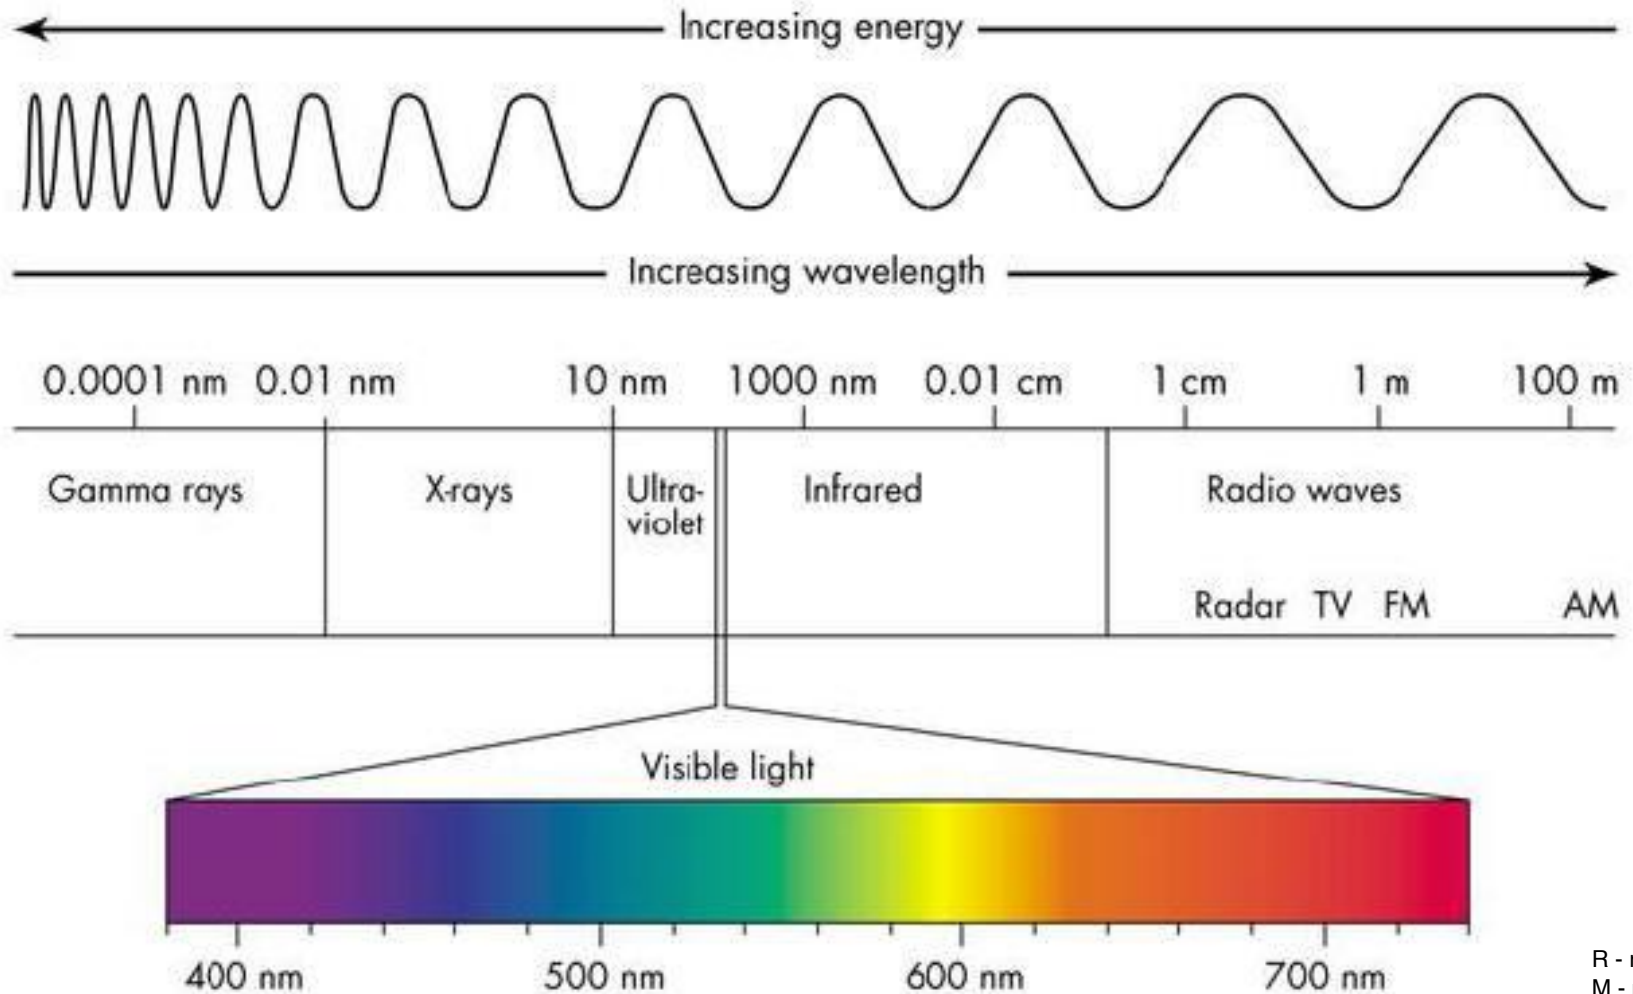 Increasing energy
Increasing wavelength
0.0001 nm 0.01 nm 10 nm 1000 nm 0.01 cm 1 cm 1 m 100 m
Gamma rays X-rays Ultra- Infrared Radio waves
violet
Radar TV FM AM
Visible light
400 nm 500 nm 600 nm 700 nm
R -
M -